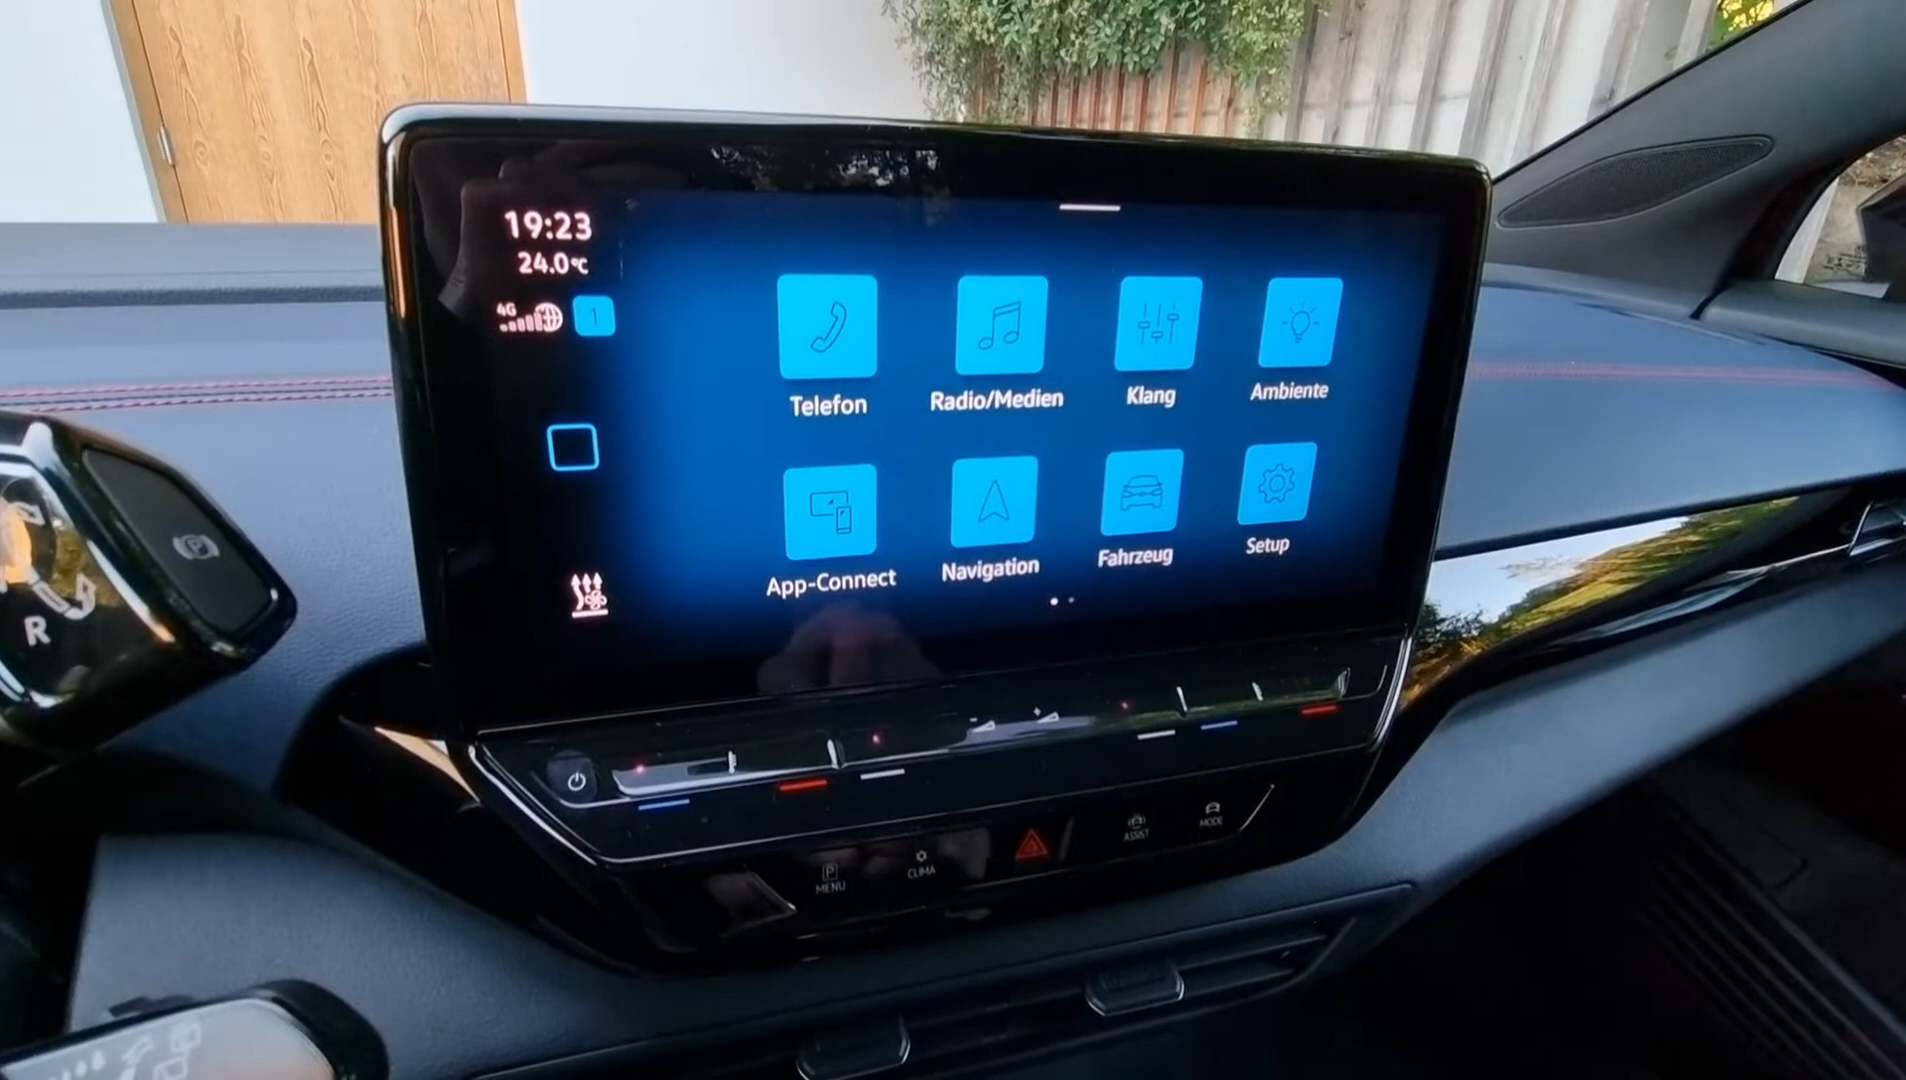 19:23
24.0°C
4G
1
Telefon
Radio/Medien
Klang
Ambiente
App-Connect
Navigation
Fahrzeug
Setup
P
R
- +
P
MENU
CLIMA
ASSIST
MODE